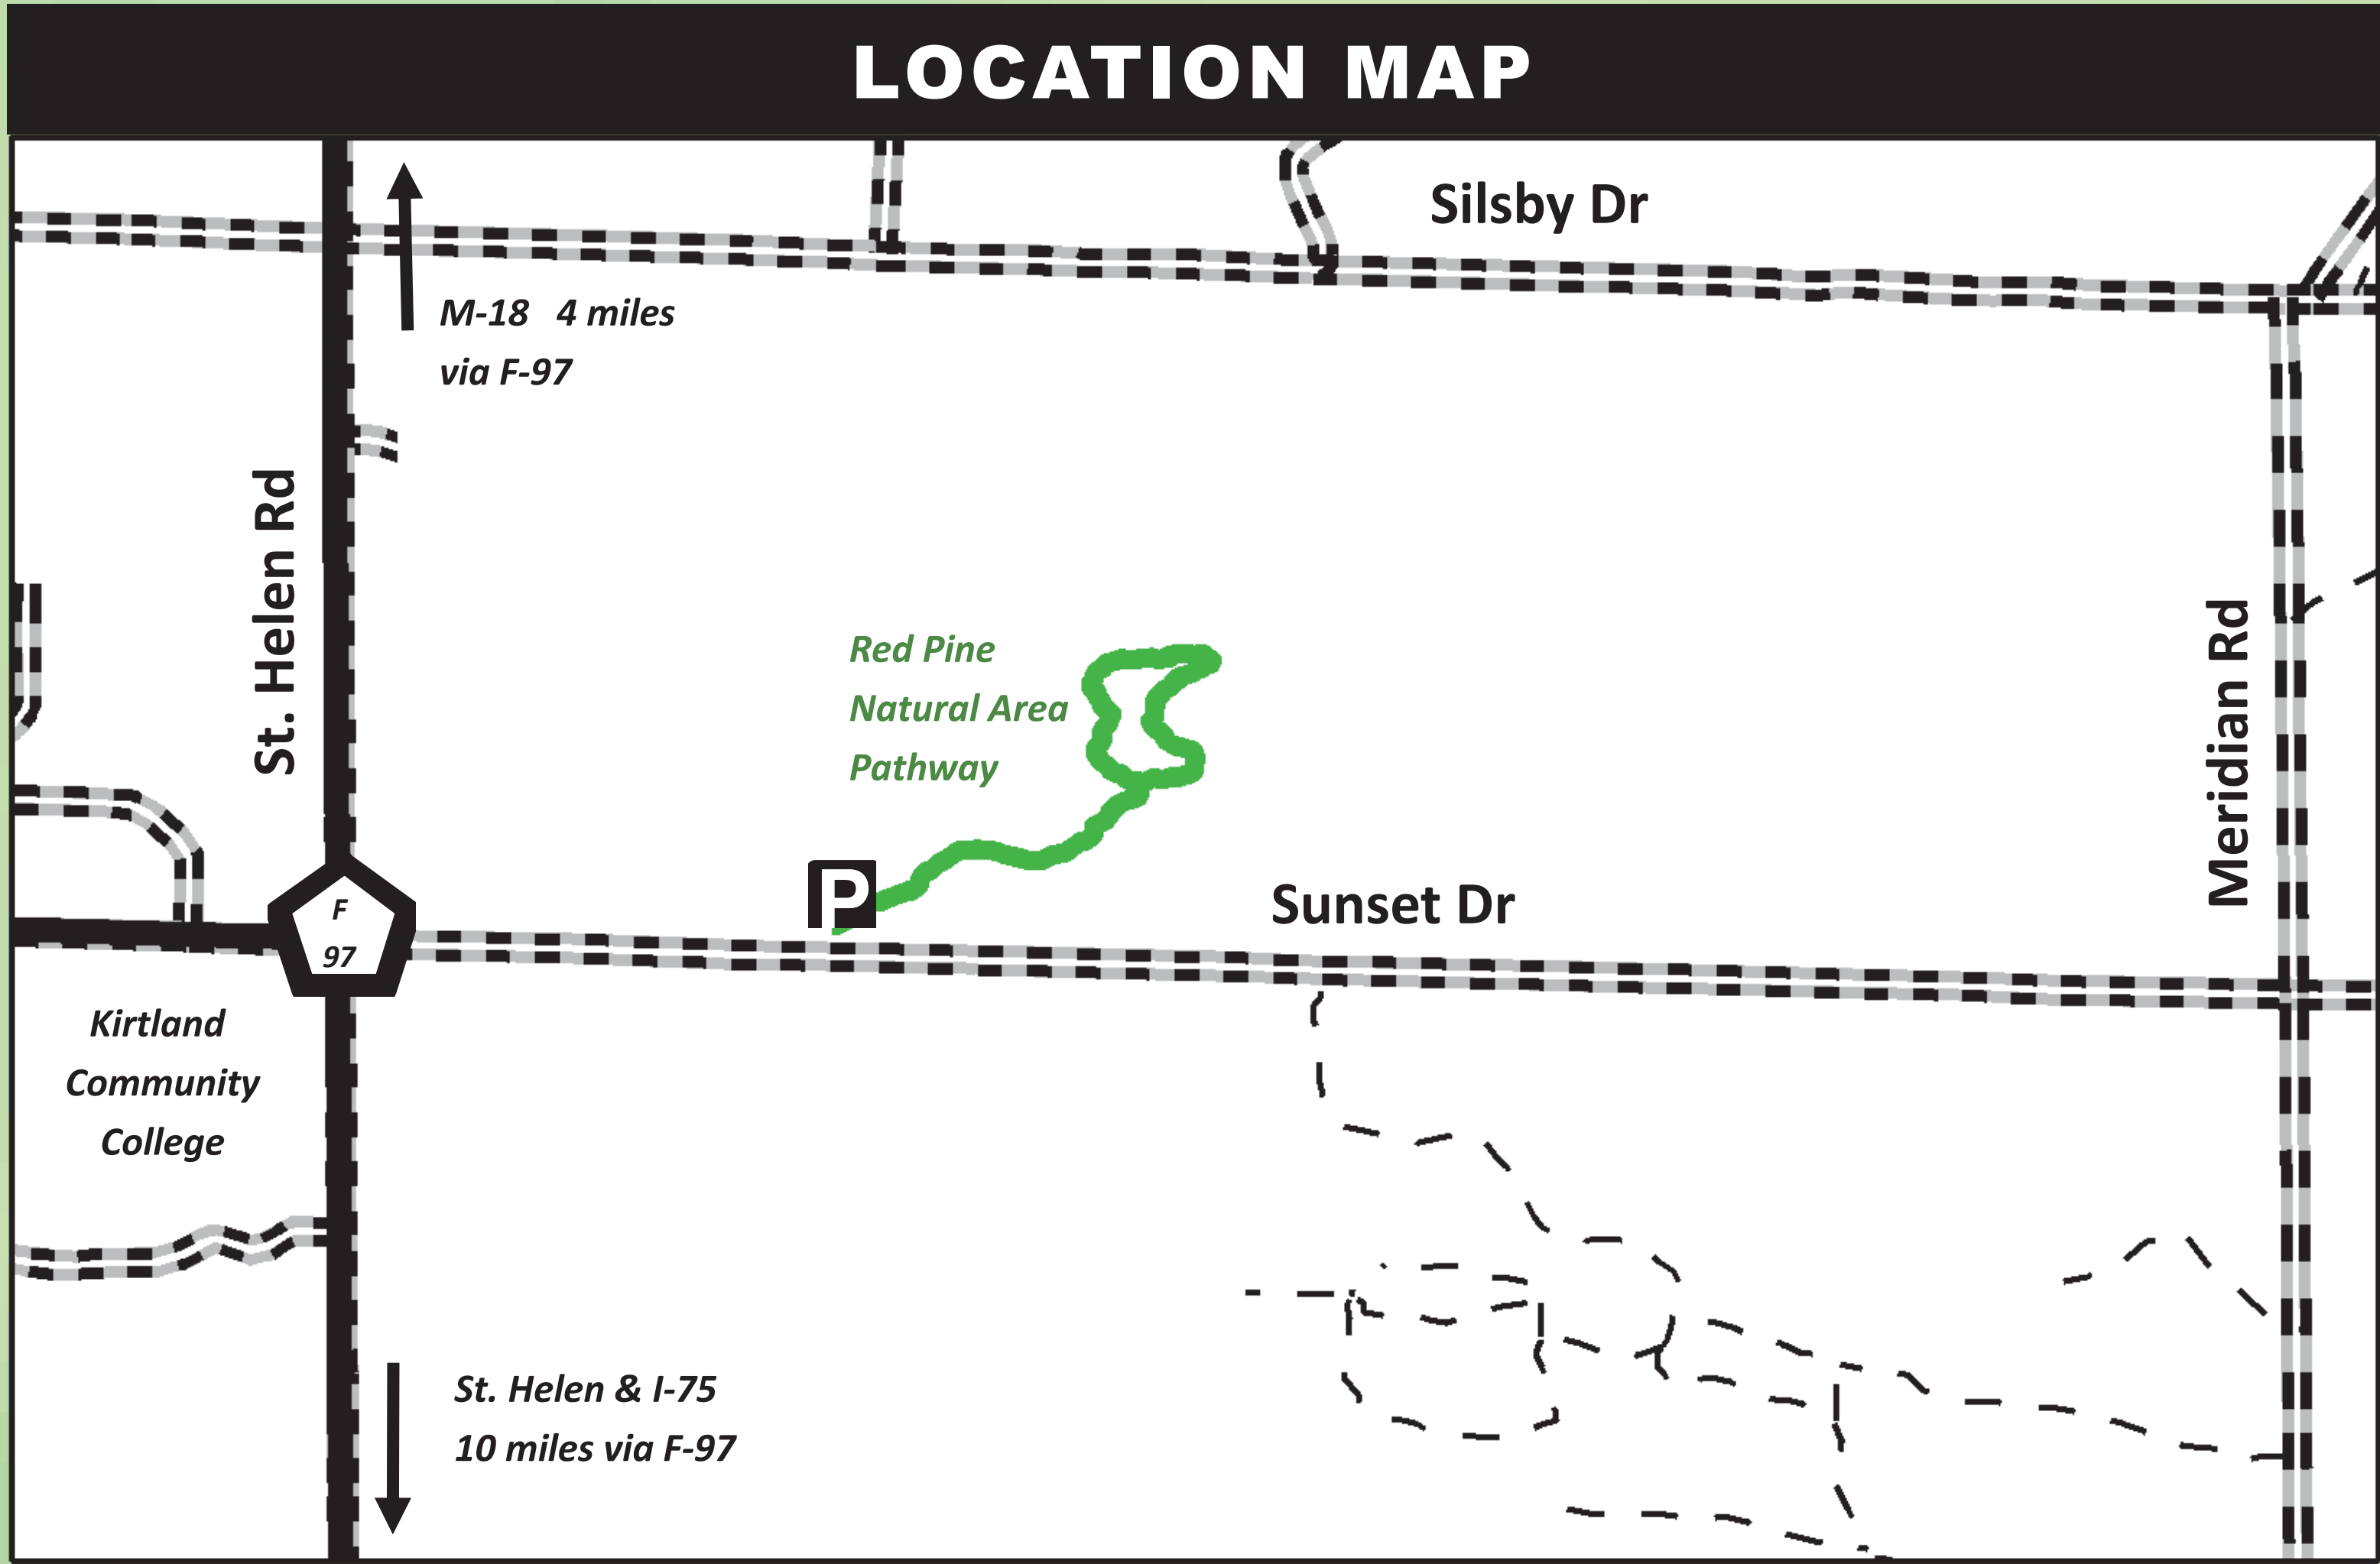 LOCATION MAP
Silsby Dr
M-18 4 miles
via F-97
St. Helen Rd
Red Pine
Natural Area
Pathway
Meridian Rd
P
Sunset Dr
F
97
Kirtland
Community
College
St. Helen & I-75
10 miles via F-97